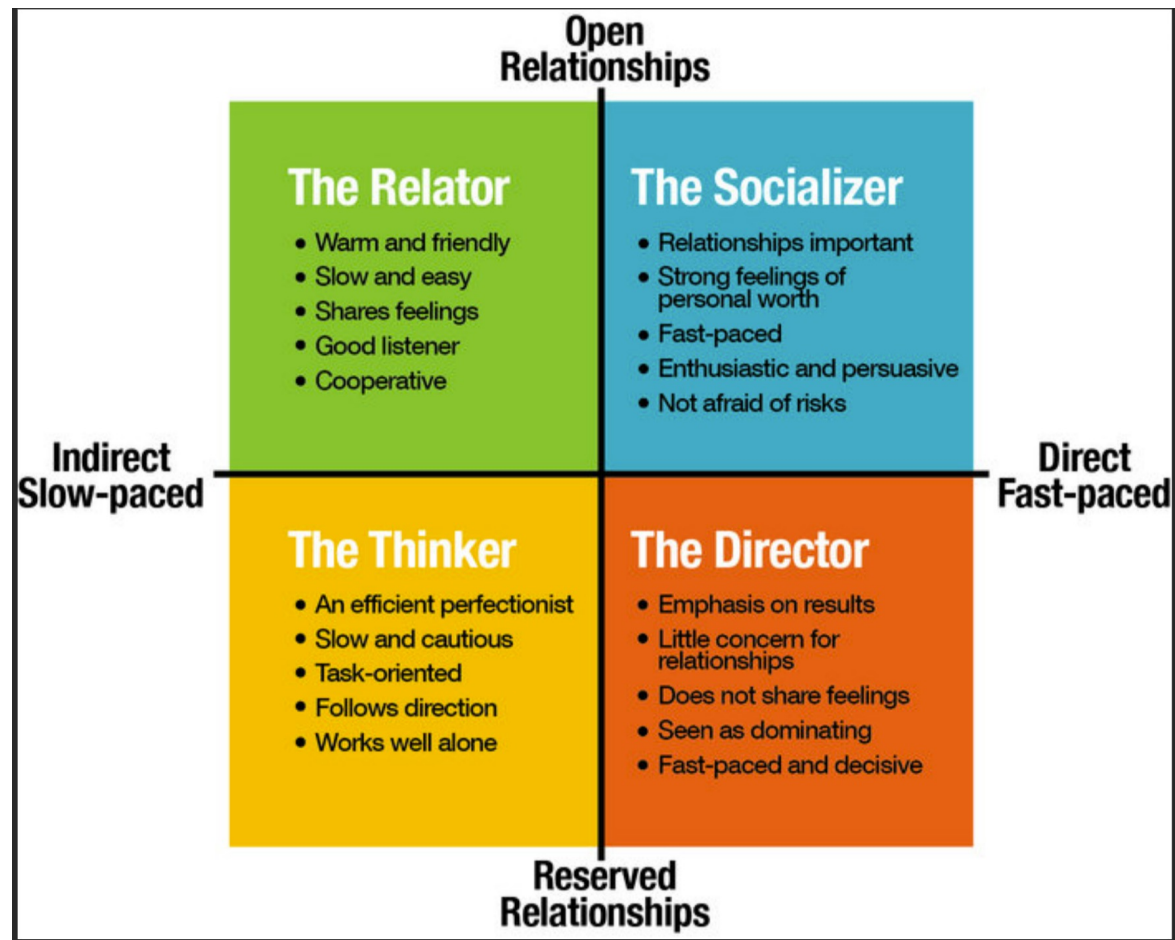 Open
Relationships
The Relator
• Warm and friendly
• Slow and easy
• Shares feelings
• Good listener
• Cooperative
The Socializer
• Relationships important
• Strong feelings of
personal worth
• Fast-paced
• Enthusiastic and persuasive
• Not afraid of risks
Indirect
Slow-paced
Direct
Fast-paced
The Thinker
• An efficient perfectionist
• Slow and cautious
• Task-oriented
• Follows direction
• Works well alone
The Director
• Emphasis on results
• Little concern for
relationships
• Does not share feelings
• Seen as dominating
• Fast-paced and decisive
Reserved
Relationships